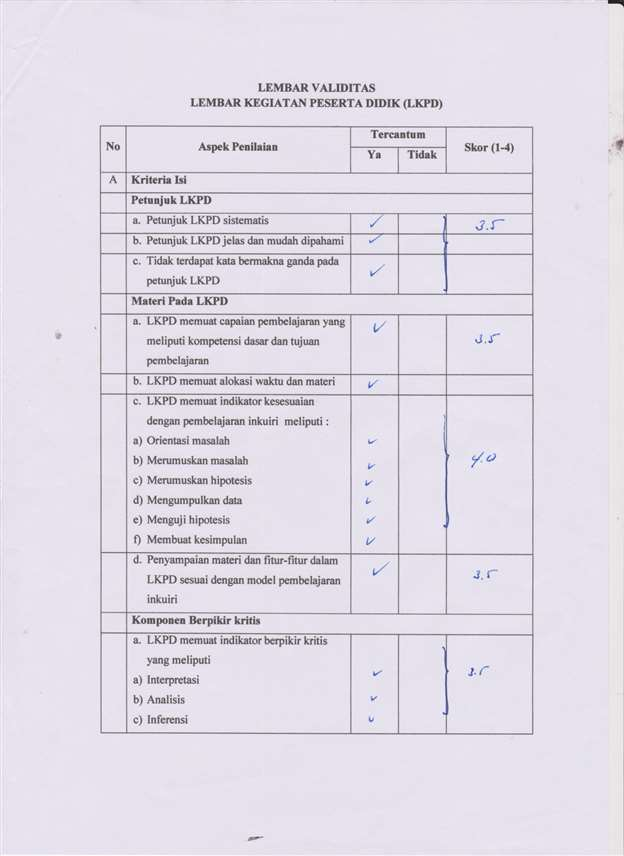 LEMBAR VALIDITAS
LEMBAR KEGIATAN PESERTA DIDIK (LKPD)
No Aspek Penilaian Tercantum Skor (1-4)
Ya Tidak
A Kriteria Isi
Petunjuk LKPD
a. Petunjuk LKPD sistematis ✓ 3.5
b. Petunjuk LKPD jelas dan mudah dipahami ✓
c. Tidak terdapat kata bermakna ganda pada ✓
petunjuk LKPD
Materi Pada LKPD
a. LKPD memuat capaian pembelajaran yang ✓
meliputi kompetensi dasar dan tujuan 3.5
pembelajaran
b. LKPD memuat alokasi waktu dan materi ✓
c. LKPD memuat indikator kesesuaian
dengan pembelajaran inkuiri meliputi :
a) Orientasi masalah ✓
b) Merumuskan masalah ✓ 4.0
c) Merumuskan hipotesis ✓
d) Mengumpulkan data ✓
e) Menguji hipotesis ✓
f) Membuat kesimpulan ✓
d. Penyampaian materi dan fitur-fitur dalam ✓
LKPD sesuai dengan model pembelajaran 3.5
inkuiri
Komponen Berpikir kritis
a. LKPD memuat indikator berpikir kritis
yang meliputi
a) Interpretasi ✓ 3.5
b) Analisis ✓
c) Inferensi ✓